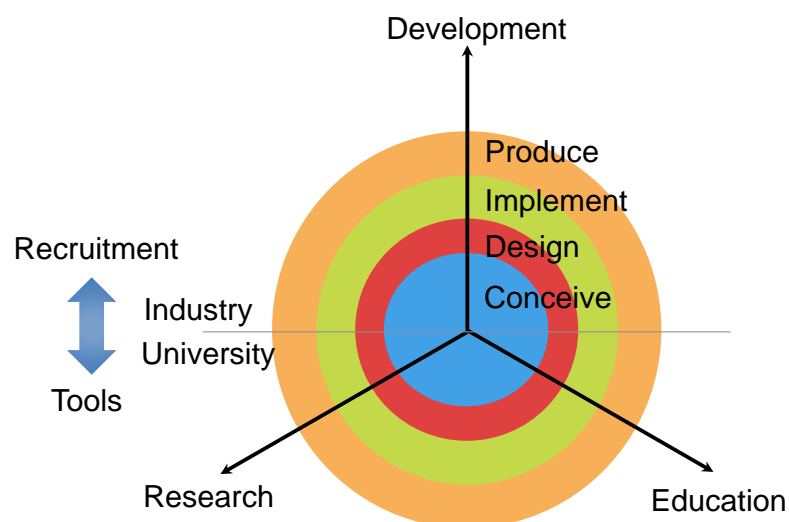 Development
Produce
Implement
Design
Conceive
Recruitment
Industry
University
Tools
Research
Education